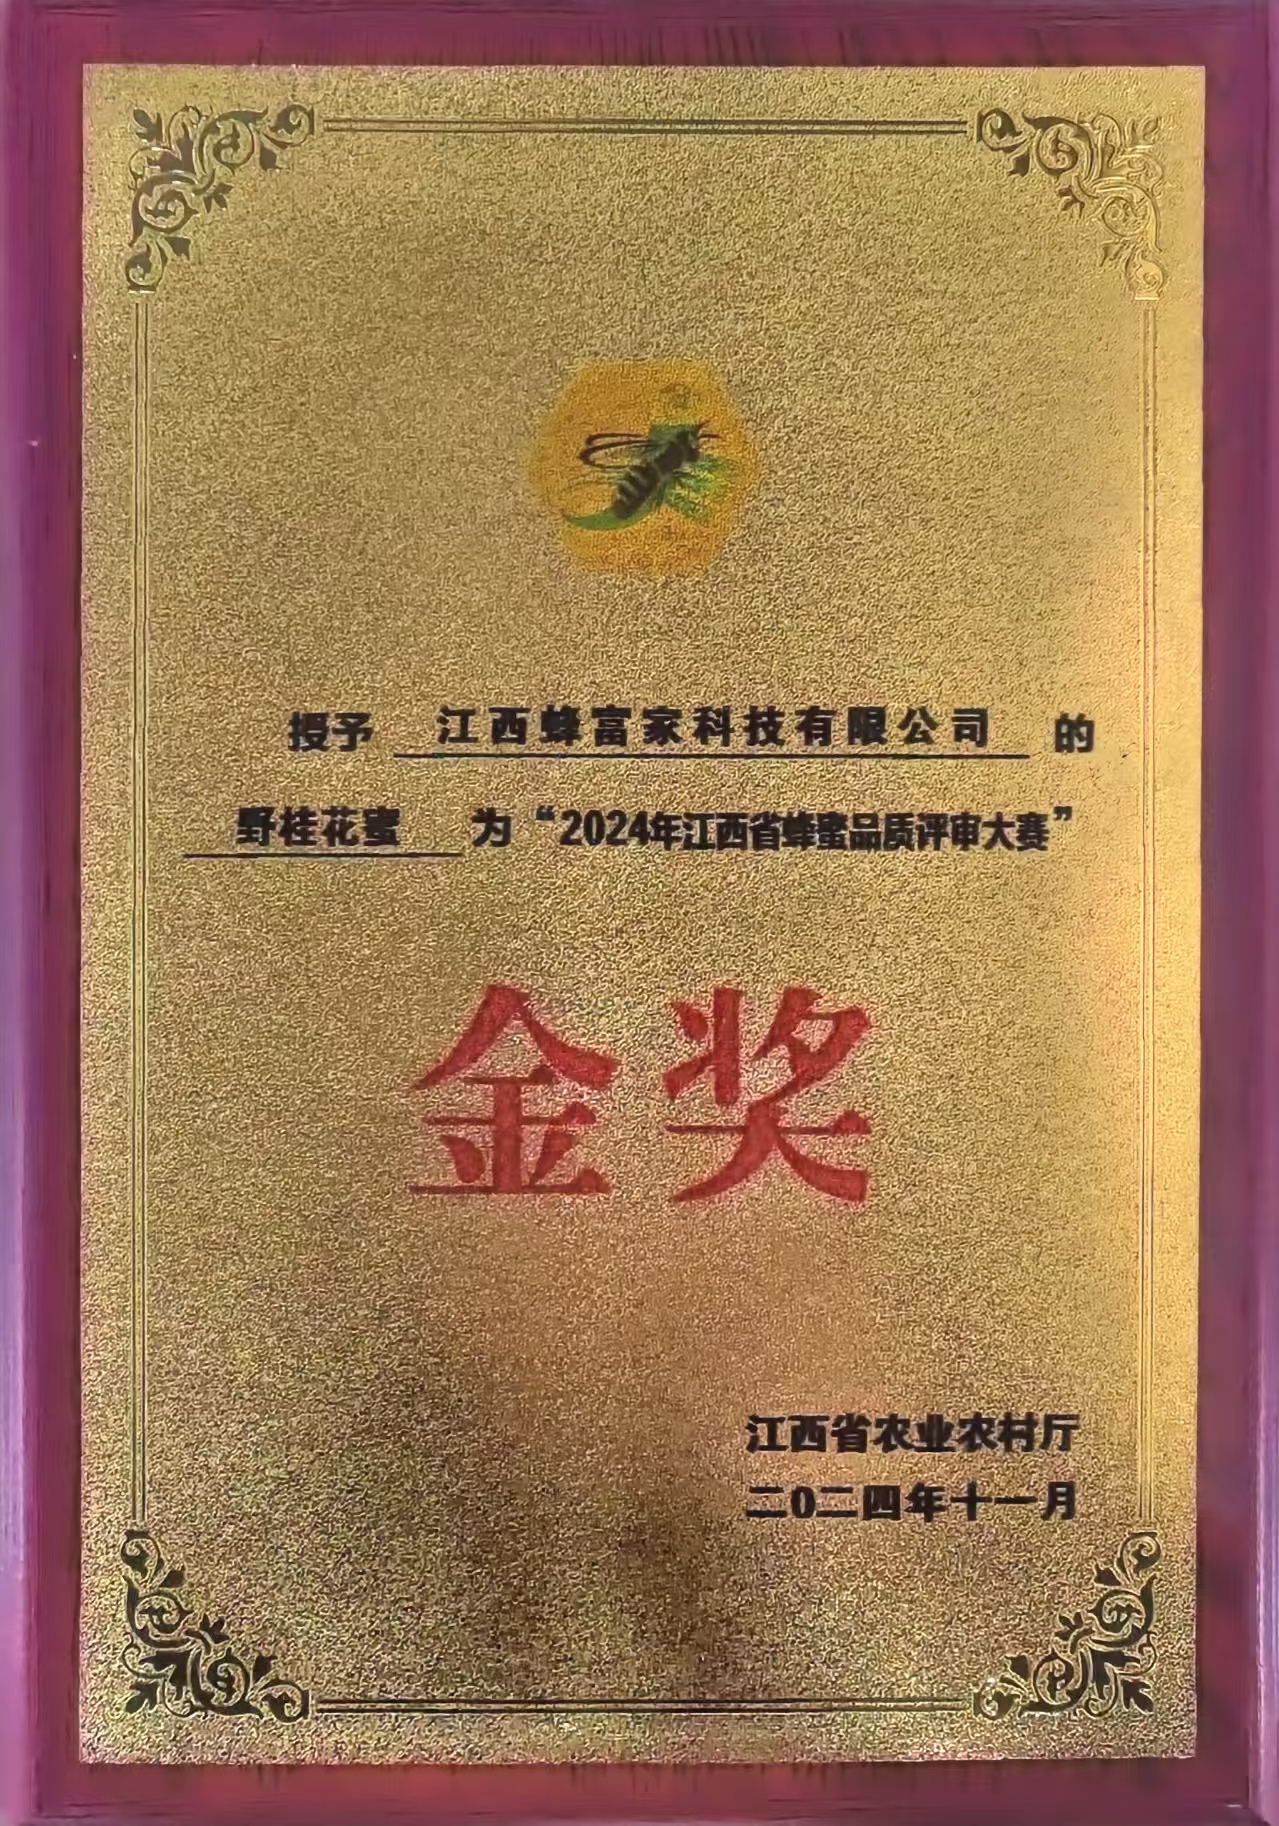 授予 江西蜂富家科技有限公司 的
野桂花蜜 为“2024年江西省蜂蜜品质评审大赛”
金奖
江西省农业农村厅
二0二四年十一月